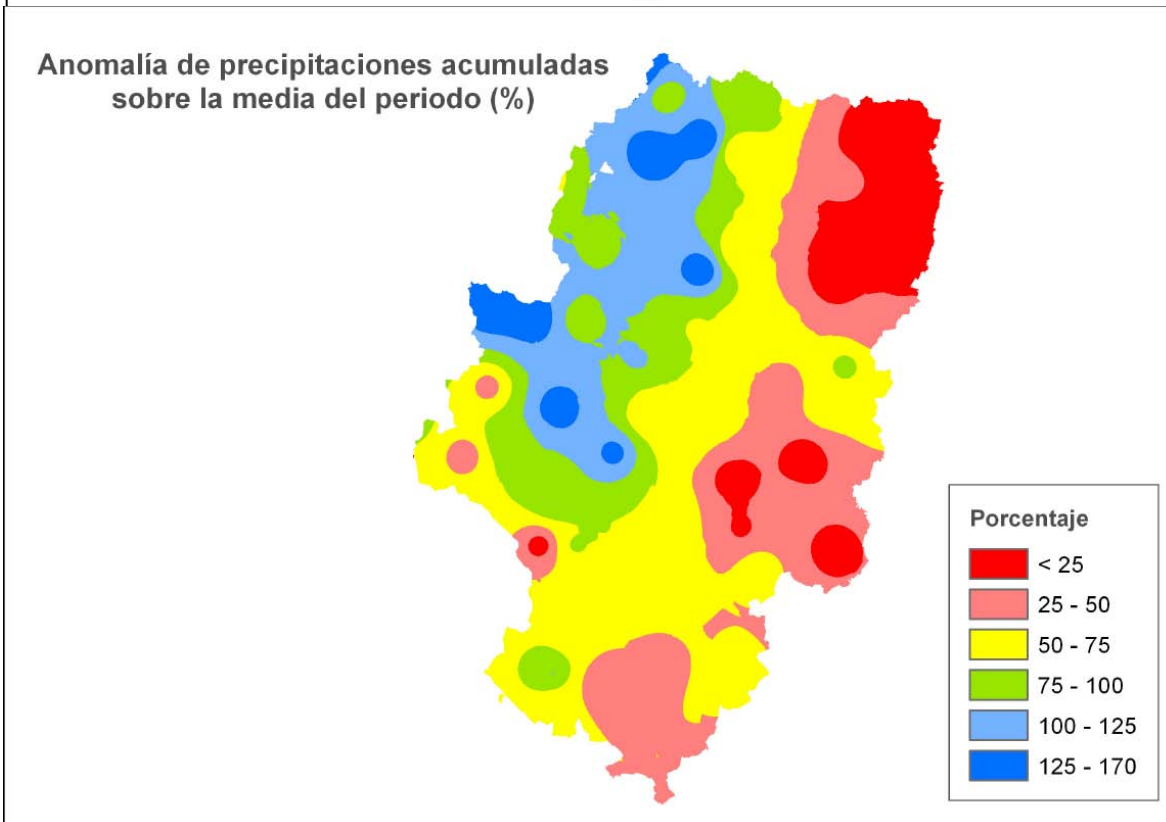 Anomalía de precipitaciones acumuladas
sobre la media del periodo (%)
Porcentaje
< 25
25 - 50
50 - 75
75 - 100
100 - 125
125 - 170